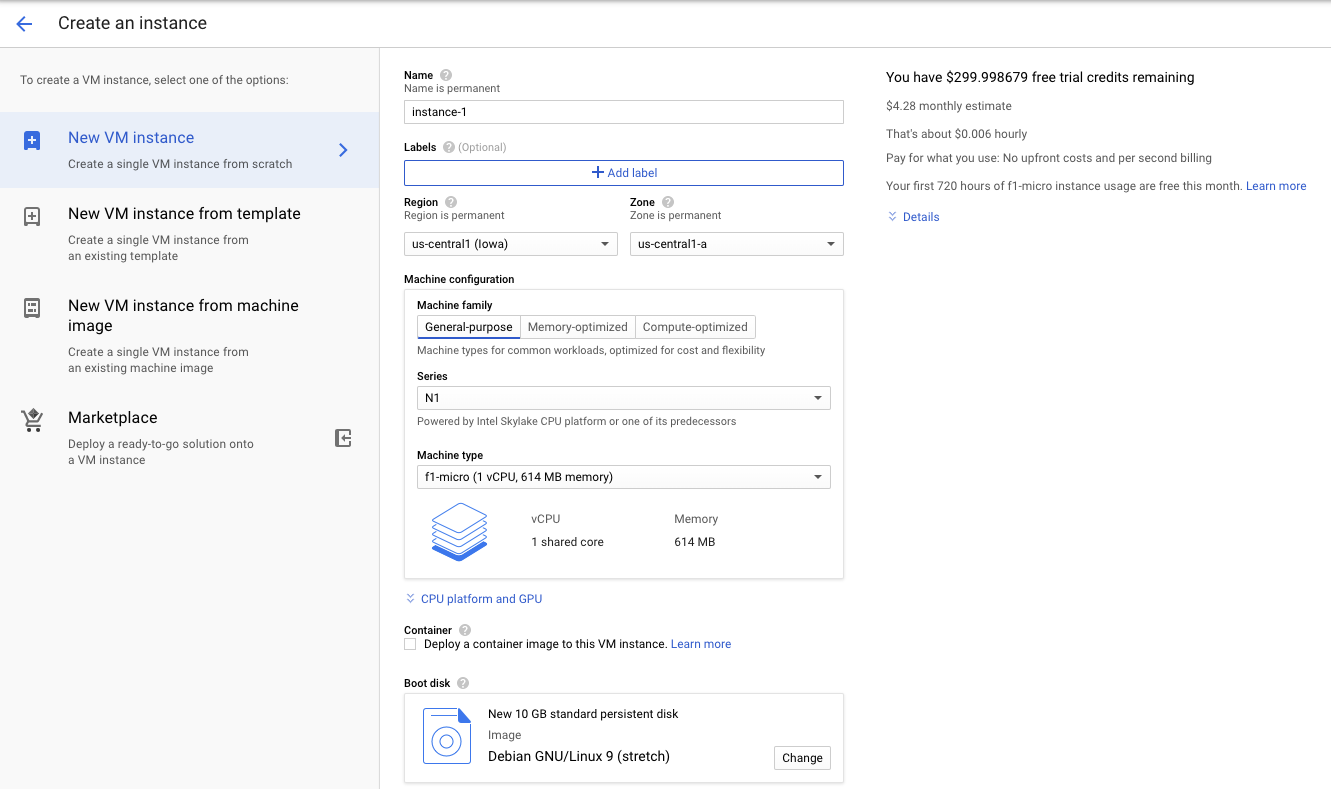 Create an instance
To create a VM instance, select one of the options:
New VM instance
Create a single VM instance from scratch
New VM instance from template
Create a single VM instance from
an existing template
New VM instance from machine
image
Create a single VM instance from
an existing machine image
Marketplace
Deploy a ready-to-go solution onto
a VM instance
Name ?
Name is permanent
instance-1
Labels ? (Optional)
+ Add label
Region ?
Region is permanent
us-central1 (Iowa)
Zone ?
Zone is permanent
us-central1-a
Machine configuration
Machine family
General-purpose Memory-optimized Compute-optimized
Machine types for common workloads, optimized for cost and flexibility
Series
N1
Powered by Intel Skylake CPU platform or one of its predecessors
Machine type
f1-micro (1 vCPU, 614 MB memory)
vCPU Memory
1 shared core 614 MB
CPU platform and GPU
Container ?
Deploy a container image to this VM instance. Learn more
Boot disk ?
New 10 GB standard persistent disk
Image
Debian GNU/Linux 9 (stretch)
Change
You have $299.998679 free trial credits remaining
$4.28 monthly estimate
That's about $0.006 hourly
Pay for what you use: No upfront costs and per second billing
Your first 720 hours of f1-micro instance usage are free this month. Learn more
Details